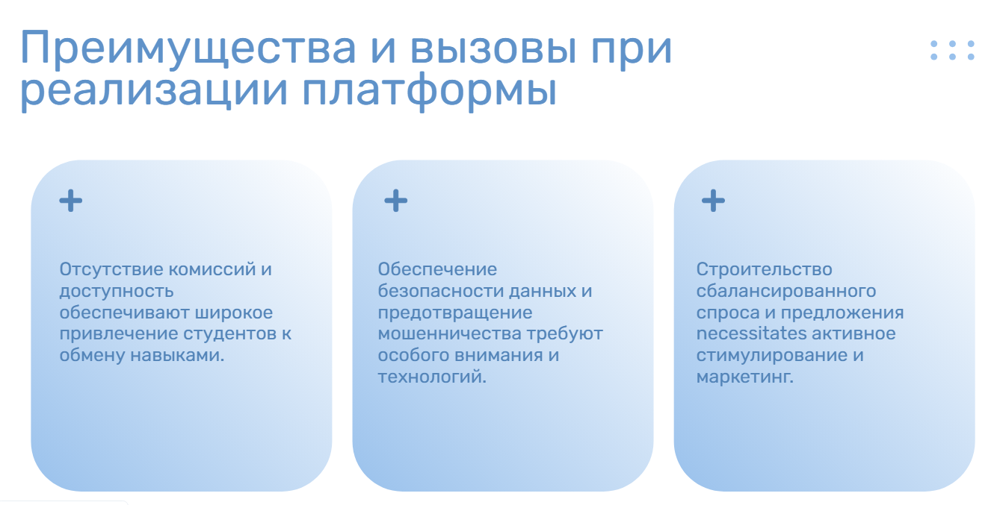 Преимущества и вызовы при
реализации платформы
Отсутствие комиссий и
доступность
обеспечивают широкое
привлечение студентов к
обмену навыками.
Обеспечение
безопасности данных и
предотвращение
мошенничества требуют
особого внимания и
технологий.
Строительство
сбалансированного
спроса и предложения
necessitates активное
стимулирование и
маркетинг.